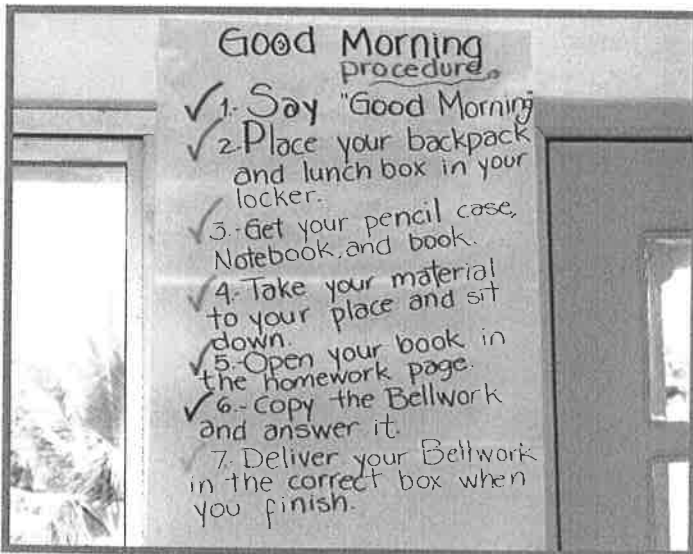 Good Morning
procedure.
✓ 1.- Say "Good Morning
✓ 2.- Place your backpack
and lunch box in your
locker.
✓ 3.- Get your pencil case,
Notebook, and book.
✓ 4.- Take your material
to your place and sit
down.
✓ 5.- Open your book in
the homework page.
✓ 6.- Copy the Bellwork
and answer it.
✓ 7. Deliver your Bellwork
in the correct box when
you finish.